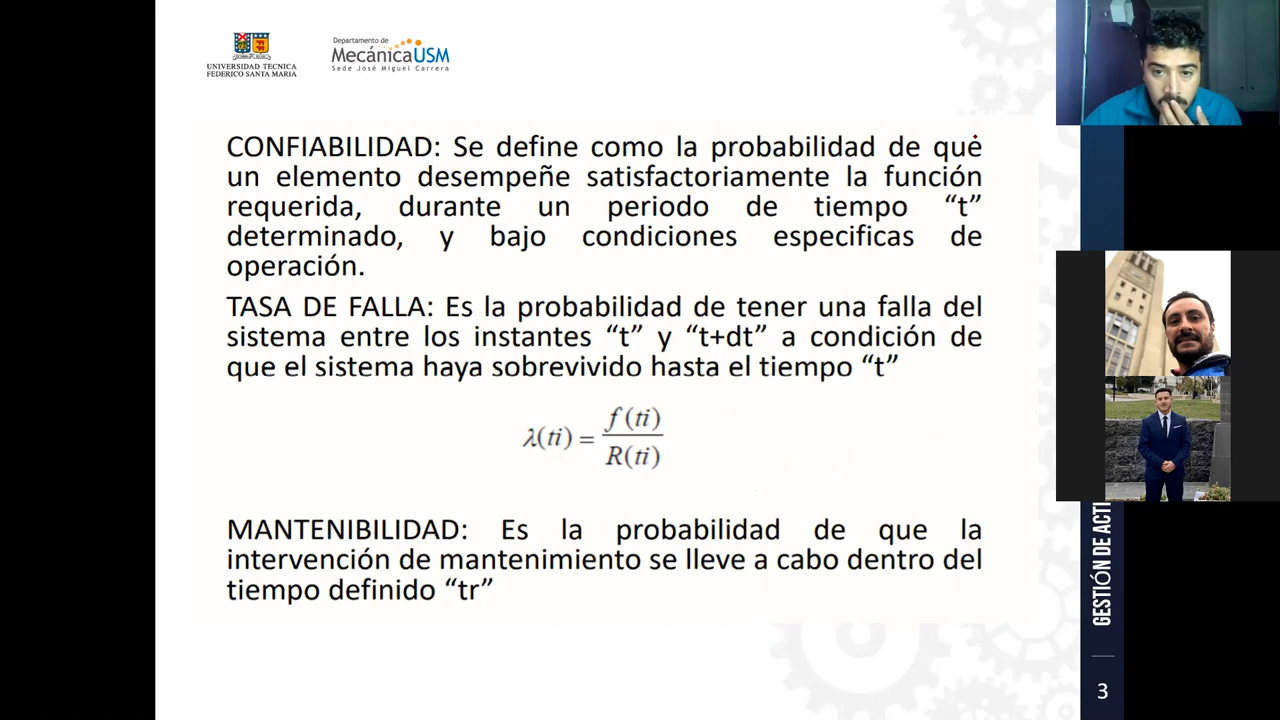 UNIVERSIDAD TECNICA
FEDERICO SANTA MARIA
Departamento de
MecánicaUSM
Sede José Miguel Carrera
CONFIABILIDAD: Se define como la probabilidad de que
un elemento desempeñe satisfactoriamente la función
requerida, durante un periodo de tiempo “t”
determinado, y bajo condiciones especificas de
operación.
TASA DE FALLA: Es la probabilidad de tener una falla del
sistema entre los instantes “t” y “t+dt” a condición de
que el sistema haya sobrevivido hasta el tiempo “t”
λ(ti) = f(ti) / R(ti)
MANTENIBILIDAD: Es la probabilidad de que la
intervención de mantenimiento se lleve a cabo dentro del
tiempo definido “tr”
GESTIÓN DE ACTI
3